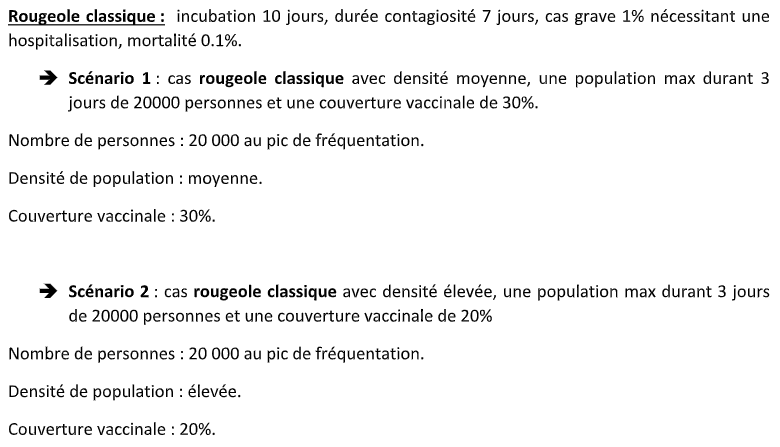 Rougeole classique : incubation 10 jours, durée contagiosité 7 jours, cas grave 1% nécessitant une
hospitalisation, mortalité 0.1%.
➔ Scénario 1 : cas rougeole classique avec densité moyenne, une population max durant 3
jours de 20000 personnes et une couverture vaccinale de 30%.
Nombre de personnes : 20 000 au pic de fréquentation.
Densité de population : moyenne.
Couverture vaccinale : 30%.
➔ Scénario 2 : cas rougeole classique avec densité élevée, une population max durant 3 jours
de 20000 personnes et une couverture vaccinale de 20%
Nombre de personnes : 20 000 au pic de fréquentation.
Densité de population : élevée.
Couverture vaccinale : 20%.